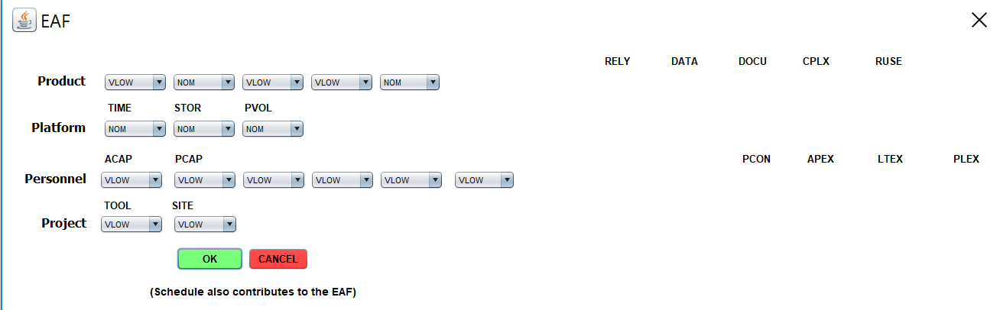 EAF
RELY DATA DOCU CPLX RUSE
Product VLOW NOM VLOW VLOW NOM
TIME STOR PVOL
Platform NOM NOM NOM
ACAP PCAP PCON APEX LTEX PLEX
Personnel VLOW VLOW VLOW VLOW VLOW VLOW
TOOL SITE
Project VLOW VLOW
OK CANCEL
(Schedule also contributes to the EAF)